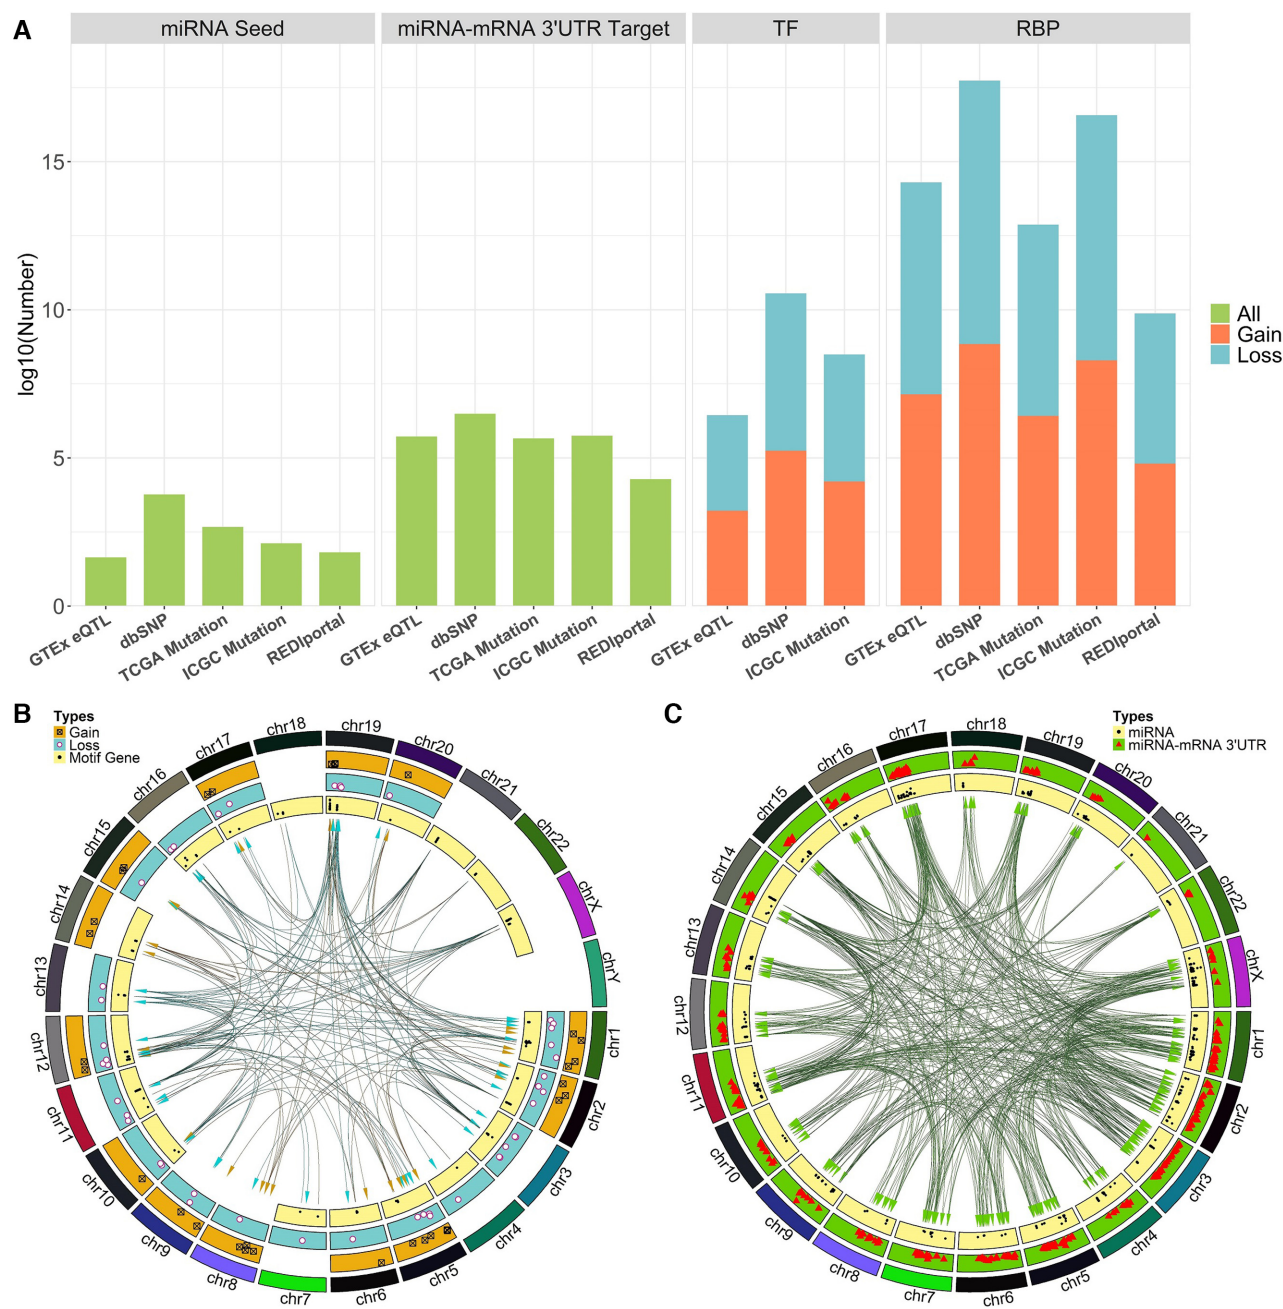 A
miRNA Seed
miRNA-mRNA 3'UTR Target
TF
RBP
log10(Number)
15
10
5
0
All
Gain
Loss
GTEx eQTL
dbSNP
TCGA Mutation
ICGC Mutation
REDIportal
GTEx eQTL
dbSNP
TCGA Mutation
ICGC Mutation
REDIportal
GTEx eQTL
dbSNP
ICGC Mutation
GTEx eQTL
dbSNP
TCGA Mutation
ICGC Mutation
REDIportal
B
Types
Gain
Loss
Motif Gene
chr1
chr2
chr3
chr4
chr5
chr6
chr7
chr8
chr9
chr10
chr11
chr12
chr13
chr14
chr15
chr16
chr17
chr18
chr19
chr20
chr21
chr22
chrX
chrY
C
Types
miRNA
miRNA-mRNA 3'UTR
chr1
chr2
chr3
chr4
chr5
chr6
chr7
chr8
chr9
chr10
chr11
chr12
chr13
chr14
chr15
chr16
chr17
chr18
chr19
chr20
chr21
chr22
chrX